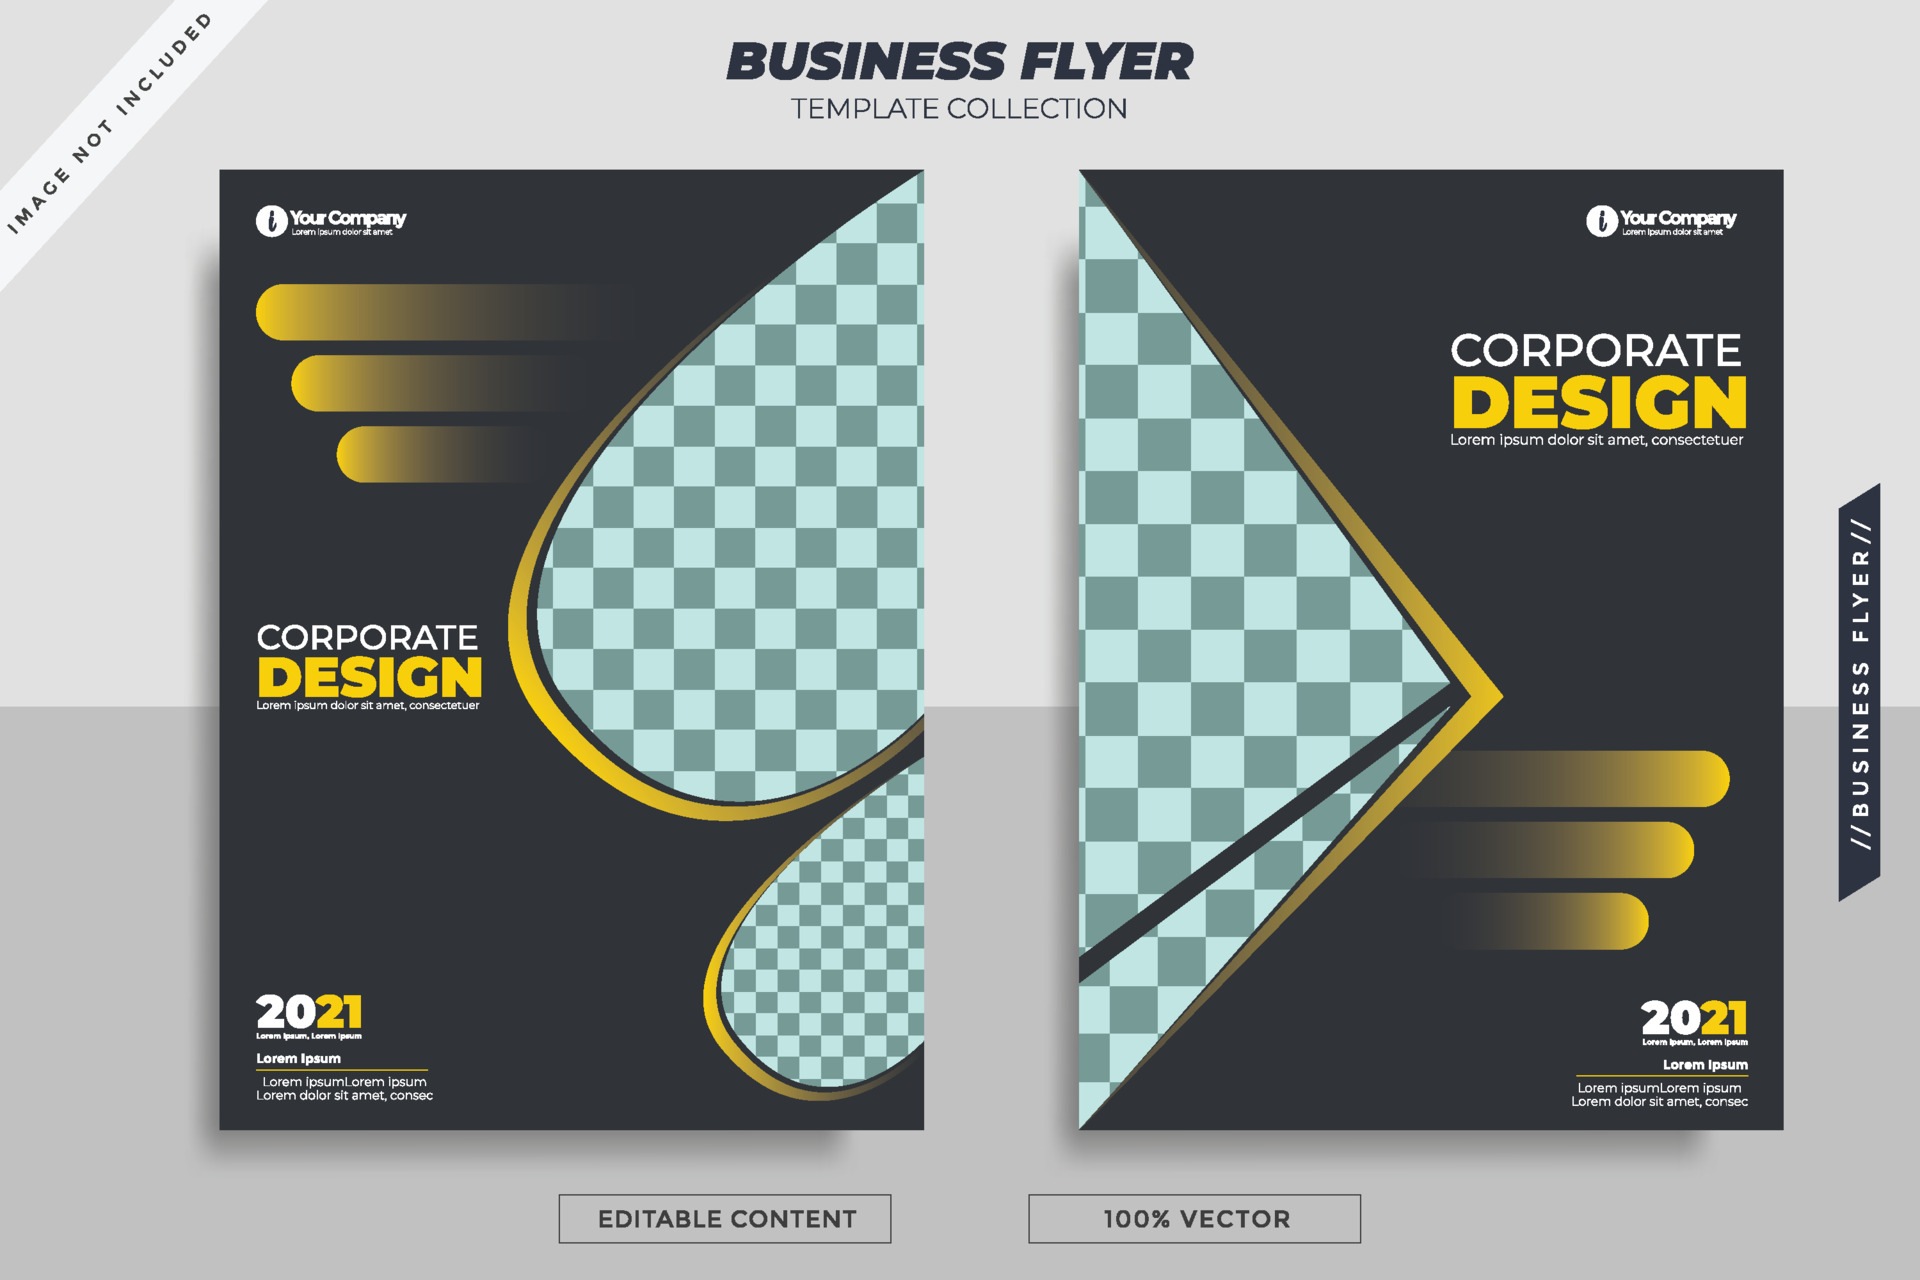 IMAGE NOT INCLUDED
BUSINESS FLYER
TEMPLATE COLLECTION
i Your Company
Lorem ipsum dolor sit amet
CORPORATE
DESIGN
Lorem ipsum dolor sit amet, consectetuer
2021
Lorem Ipsum, Lorem Ipsum
Lorem Ipsum
Lorem ipsumLorem ipsum
Lorem dolor sit amet, consec
i Your Company
Lorem ipsum dolor sit amet
CORPORATE
DESIGN
Lorem ipsum dolor sit amet, consectetuer
2021
Lorem Ipsum, Lorem Ipsum
Lorem Ipsum
Lorem ipsumLorem ipsum
Lorem dolor sit amet, consec
//BUSINESS FLYER//
EDITABLE CONTENT
100% VECTOR